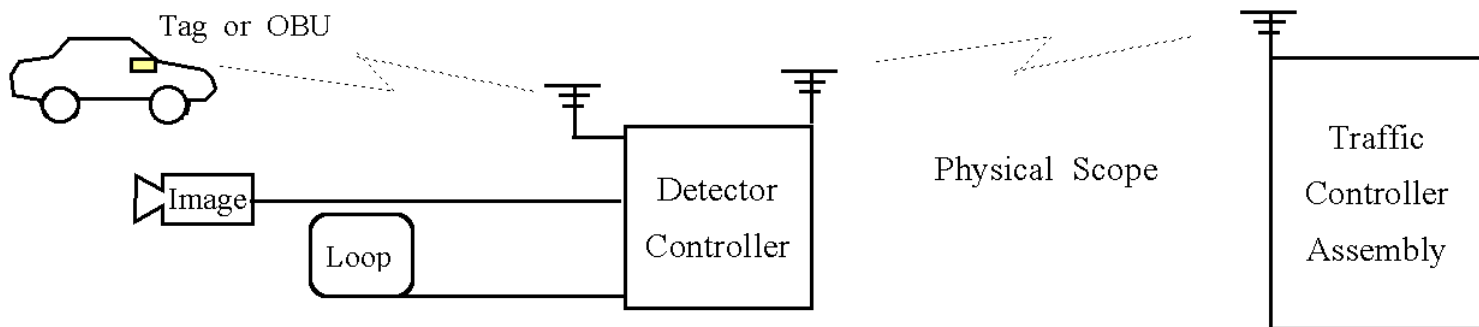 Tag or OBU
Image
Loop
Detector
Controller
Physical Scope
Traffic
Controller
Assembly